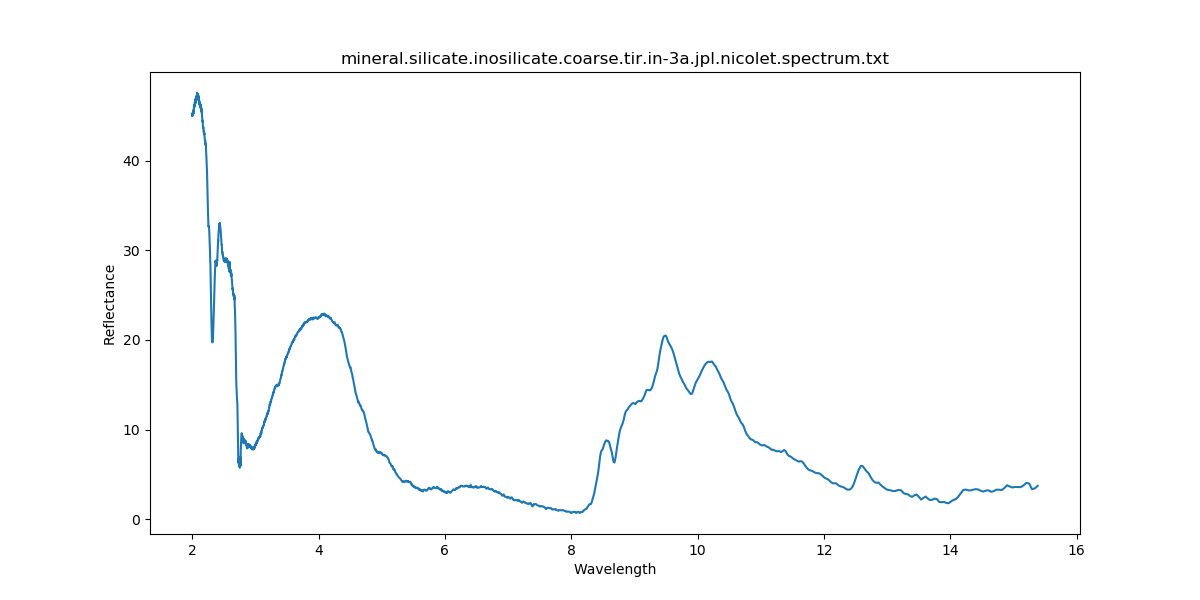 mineral.silicate.inosilicate.coarse.tir.in-3a.jpl.nicolet.spectrum.txt
Reflectance
40
30
20
10
0
2 4 6 8 10 12 14 16
Wavelength